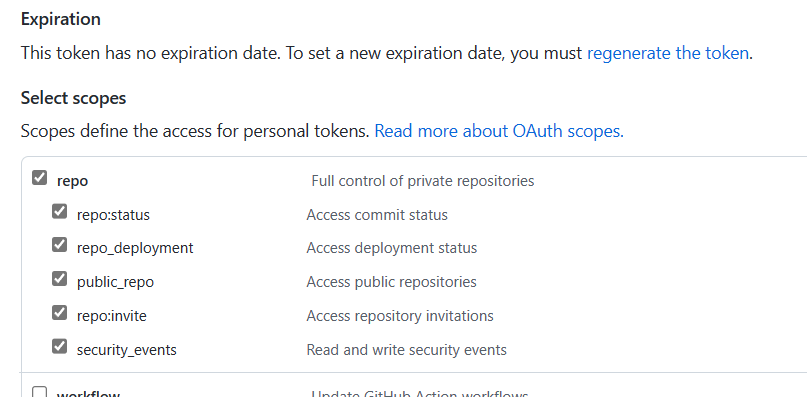 Expiration
This token has no expiration date. To set a new expiration date, you must regenerate the token.
Select scopes
Scopes define the access for personal tokens. Read more about OAuth scopes.
repo Full control of private repositories
repo:status Access commit status
repo_deployment Access deployment status
public_repo Access public repositories
repo:invite Access repository invitations
security_events Read and write security events
workflow Update GitHub Action workflows